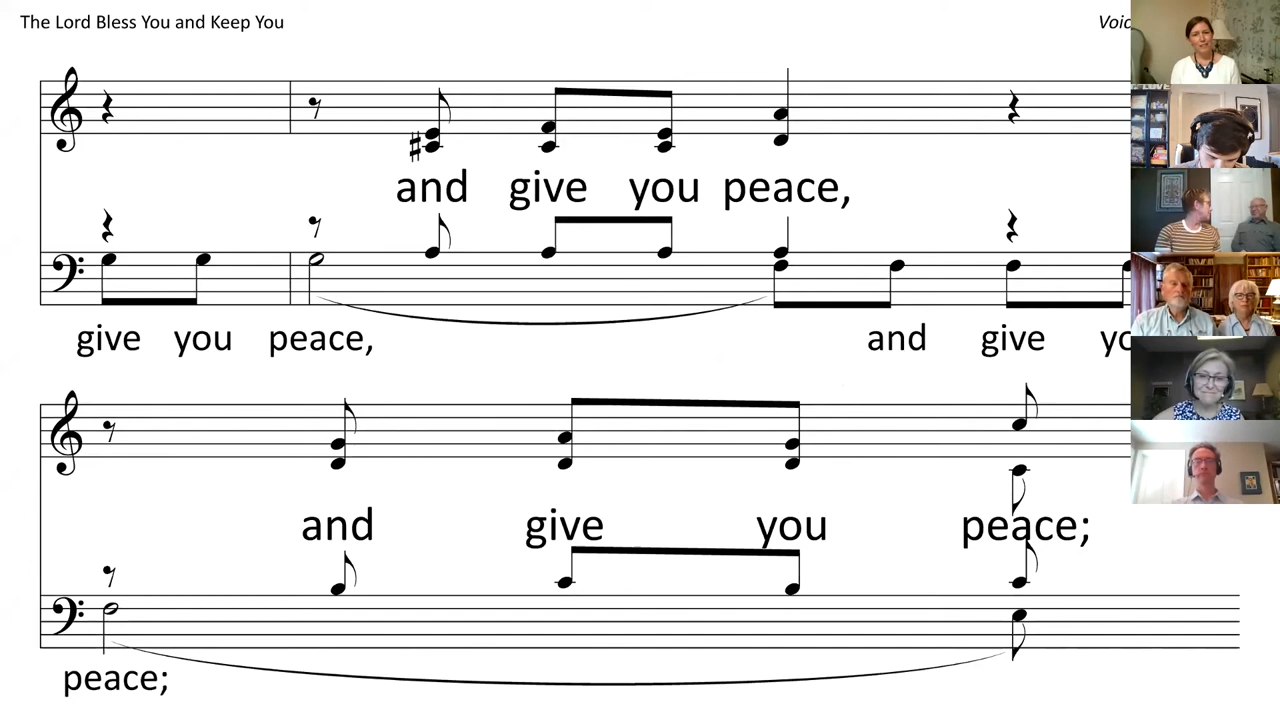 The Lord Bless You and Keep You
and give you peace,
give you peace, and give
and give you peace;
peace;